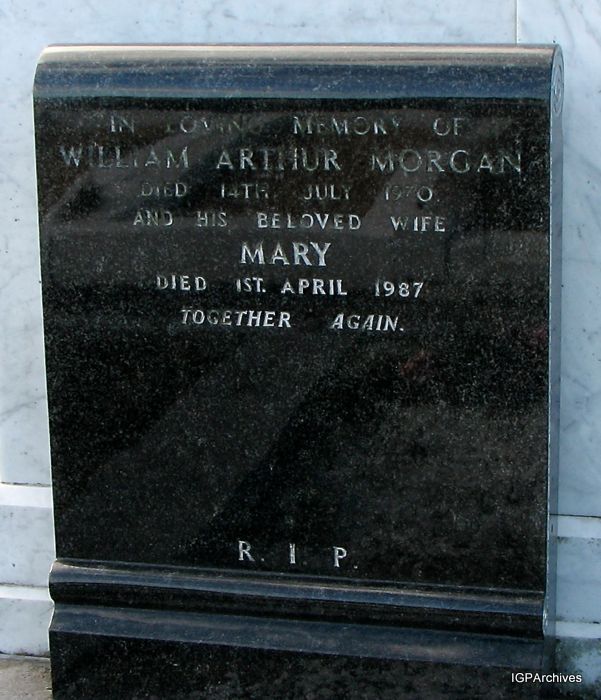 IN LOVING MEMORY OF
WILLIAM ARTHUR MORGAN
DIED 14TH. JULY 1970.
AND HIS BELOVED WIFE
MARY
DIED 1ST. APRIL 1987
TOGETHER AGAIN.
R. I. P.
IGPArchives